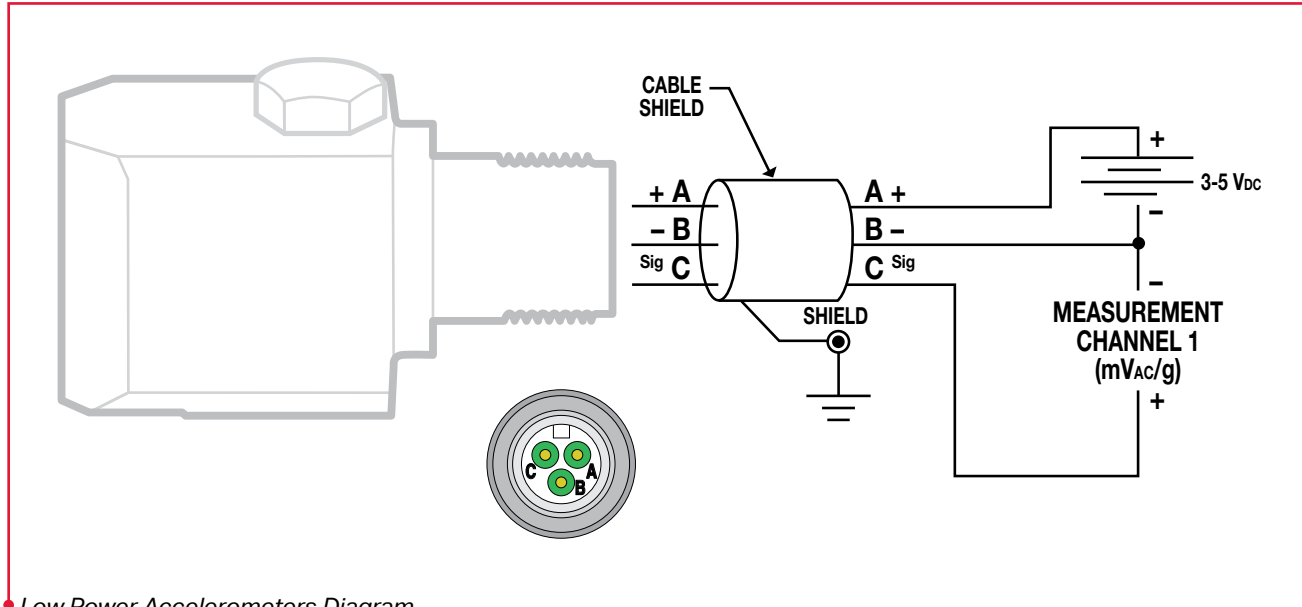 CABLE
SHIELD
+ A
– B
Sig C
A +
B –
C Sig
+
3-5 VDC
–
–
MEASUREMENT
CHANNEL 1
(mVAC/g)
+
SHIELD
C
A
B
Low Power Accelerometers Diagram